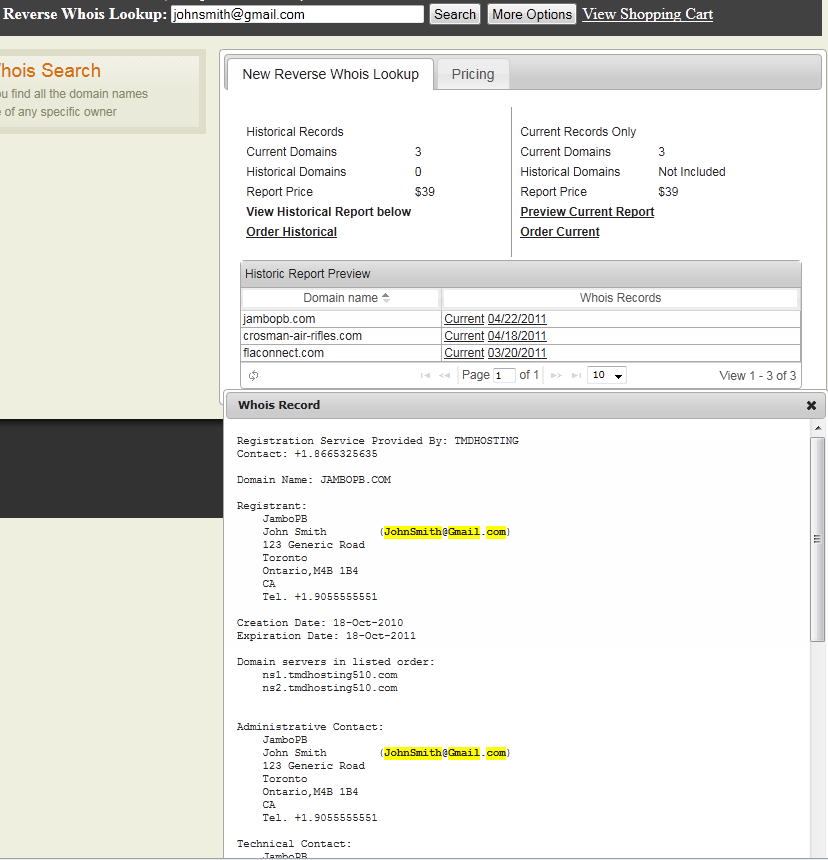 Reverse Whois Lookup: johnsmith@gmail.com Search More Options View Shopping Cart
hois Search
u find all the domain names
of any specific owner
New Reverse Whois Lookup Pricing
Historical Records
Current Domains 3
Historical Domains 0
Report Price $39
View Historical Report below
Order Historical
Current Records Only
Current Domains 3
Historical Domains Not Included
Report Price $39
Preview Current Report
Order Current
Historic Report Preview
Domain name Whois Records
jambopb.com Current 04/22/2011
crosman-air-rifles.com Current 04/18/2011
flaconnect.com Current 03/20/2011
Page 1 of 1 10 View 1 - 3 of 3
Whois Record
Registration Service Provided By: TMDHOSTING
Contact: +1.8665325635
Domain Name: JAMBOPB.COM
Registrant:
JamboPB
John Smith (JohnSmith@Gmail.com)
123 Generic Road
Toronto
Ontario,M4B 1B4
CA
Tel. +1.9055555551
Creation Date: 18-Oct-2010
Expiration Date: 18-Oct-2011
Domain servers in listed order:
ns1.tmdhosting510.com
ns2.tmdhosting510.com
Administrative Contact:
JamboPB
John Smith (JohnSmith@Gmail.com)
123 Generic Road
Toronto
Ontario,M4B 1B4
CA
Tel. +1.9055555551
Technical Contact:
JamboPB